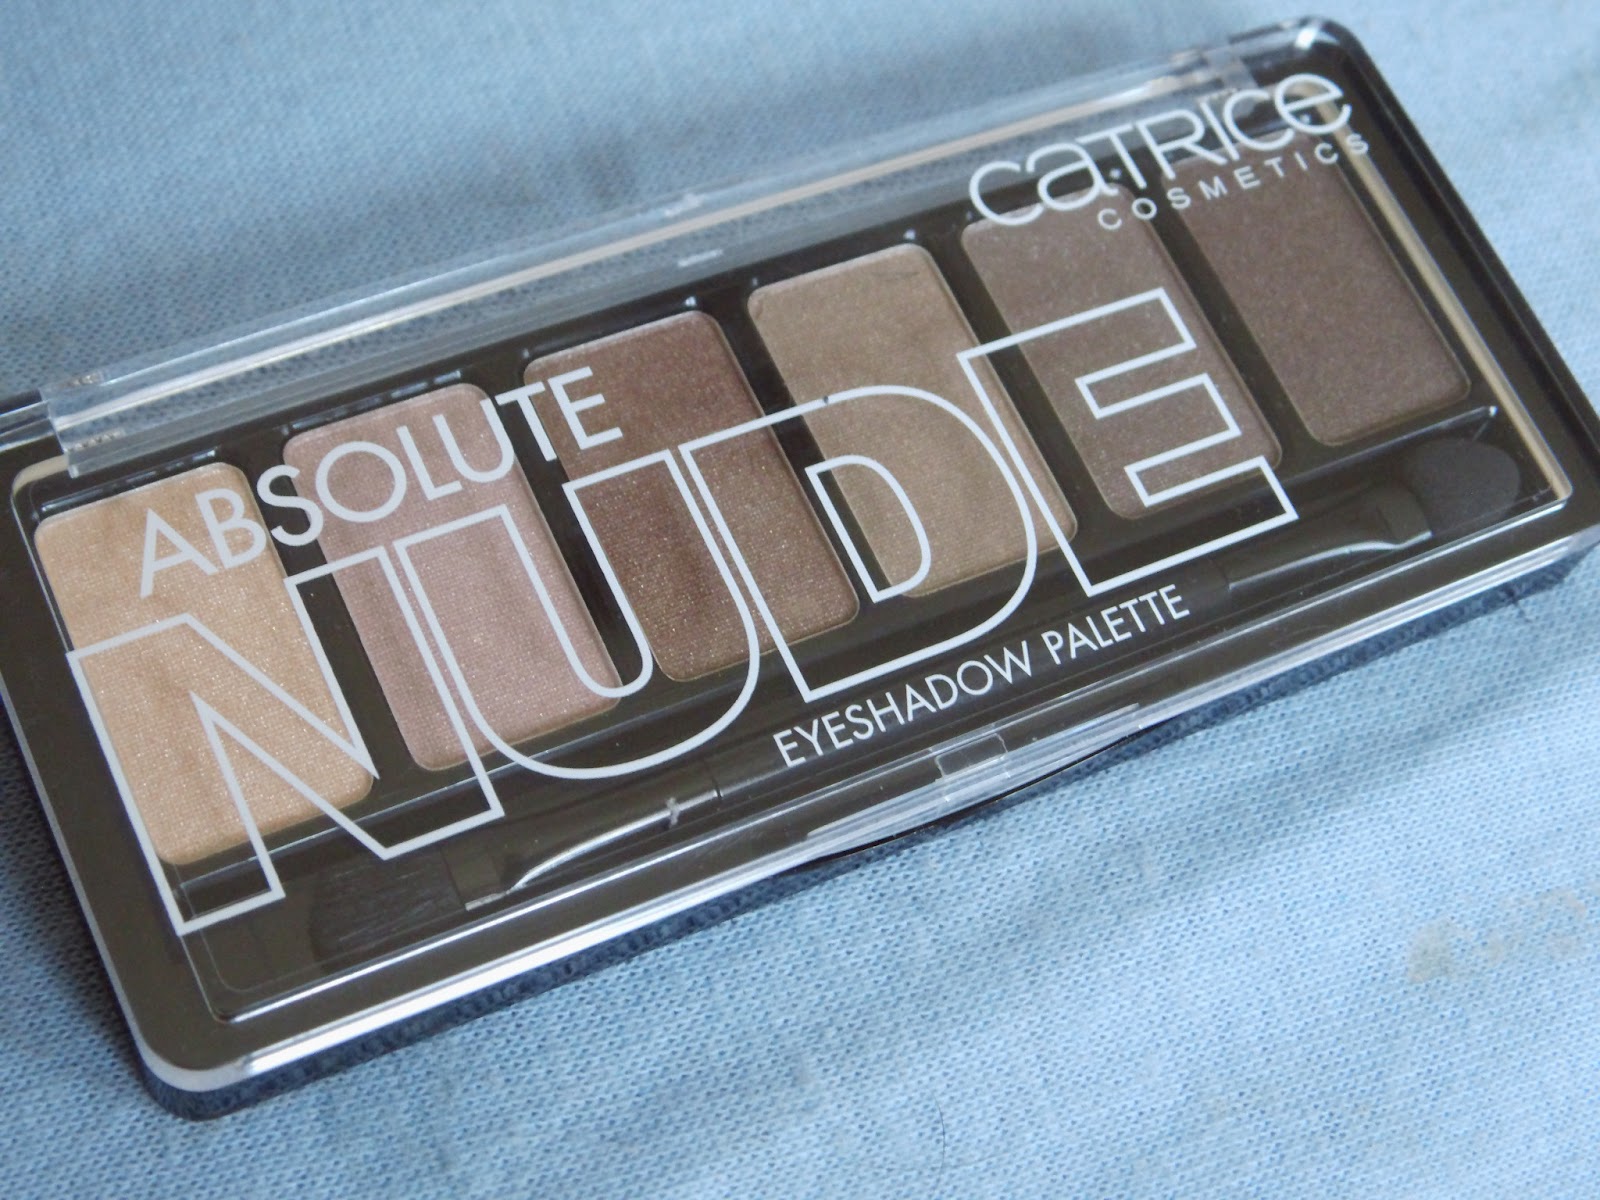 CATRICE
COSMETICS
ABSOLUTE
NUDE
EYESHADOW PALETTE